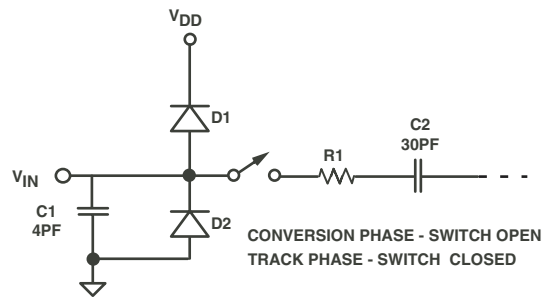 VDD
D1
C2
30PF
R1
VIN
C1
4PF
D2
CONVERSION PHASE - SWITCH OPEN
TRACK PHASE - SWITCH CLOSED